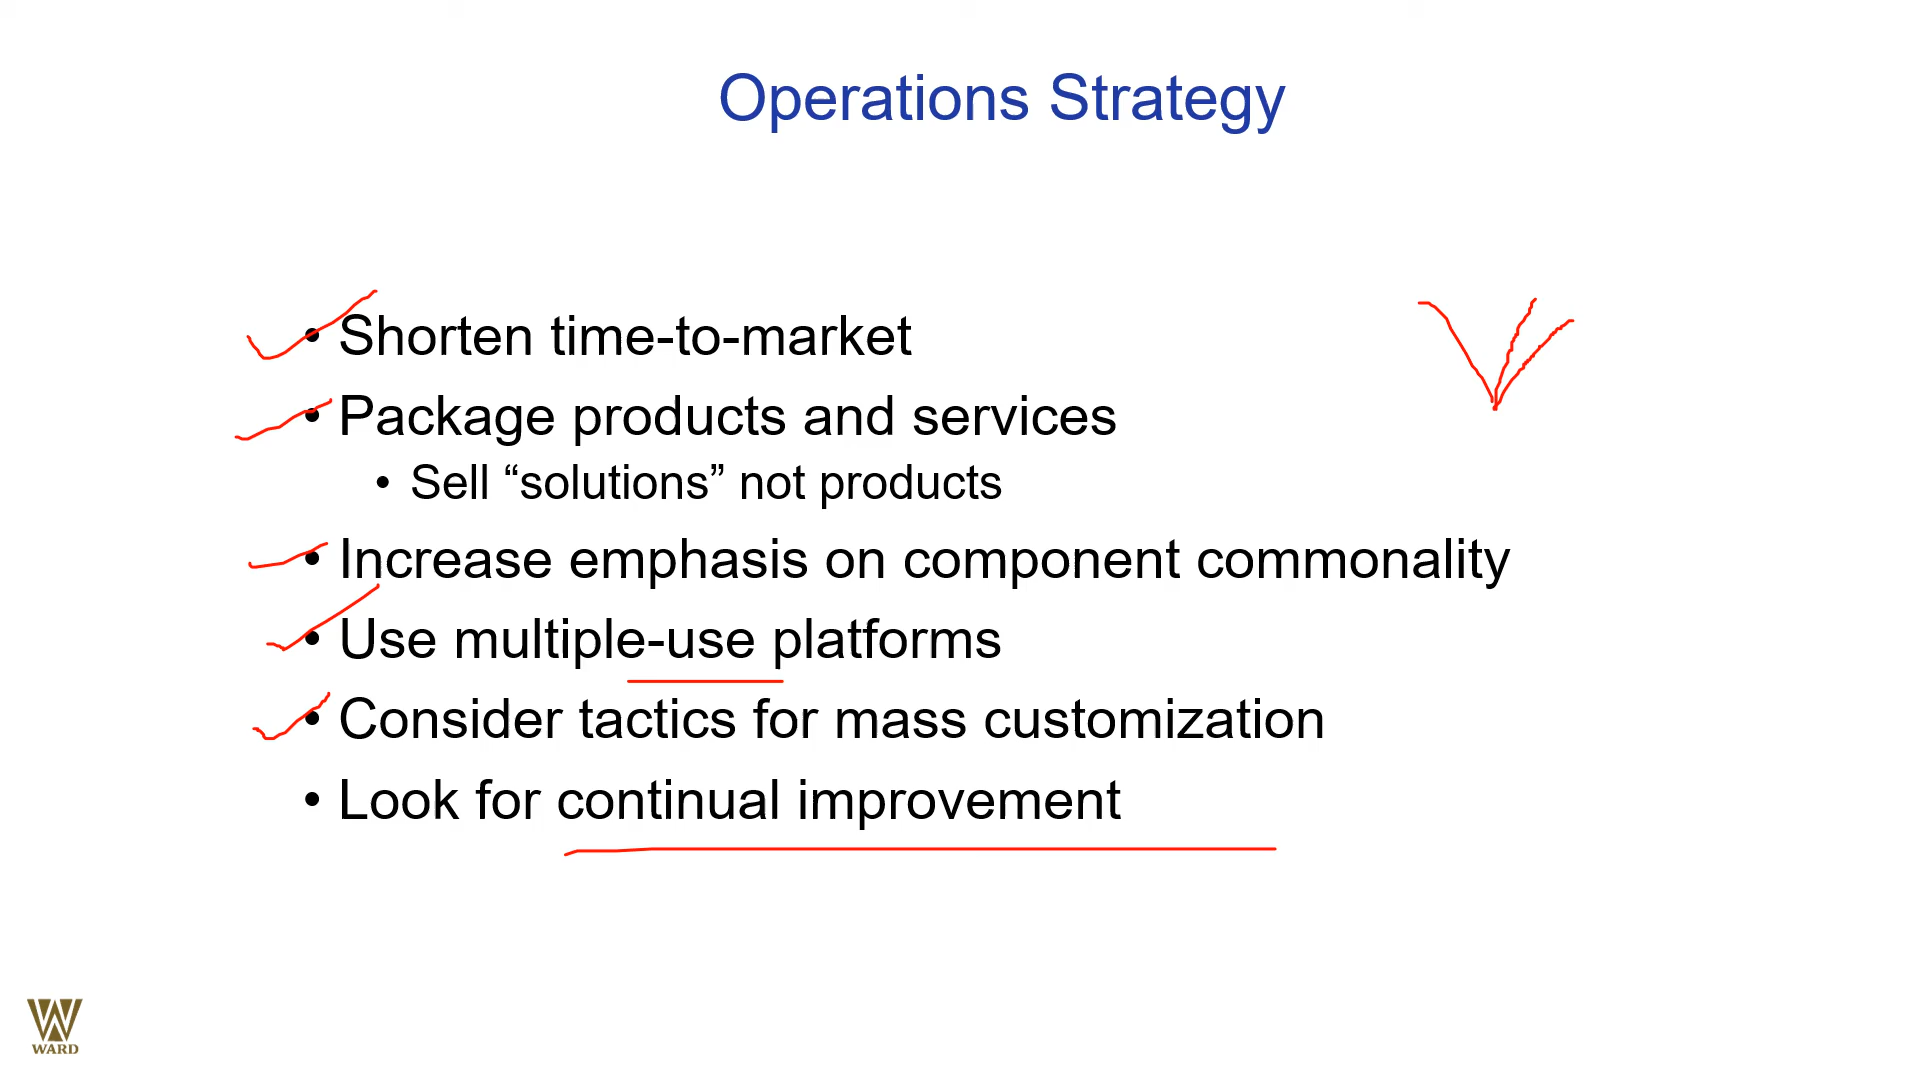 Operations Strategy
• Shorten time-to-market
• Package products and services
• Sell “solutions” not products
• Increase emphasis on component commonality
• Use multiple-use platforms
• Consider tactics for mass customization
• Look for continual improvement
WARD